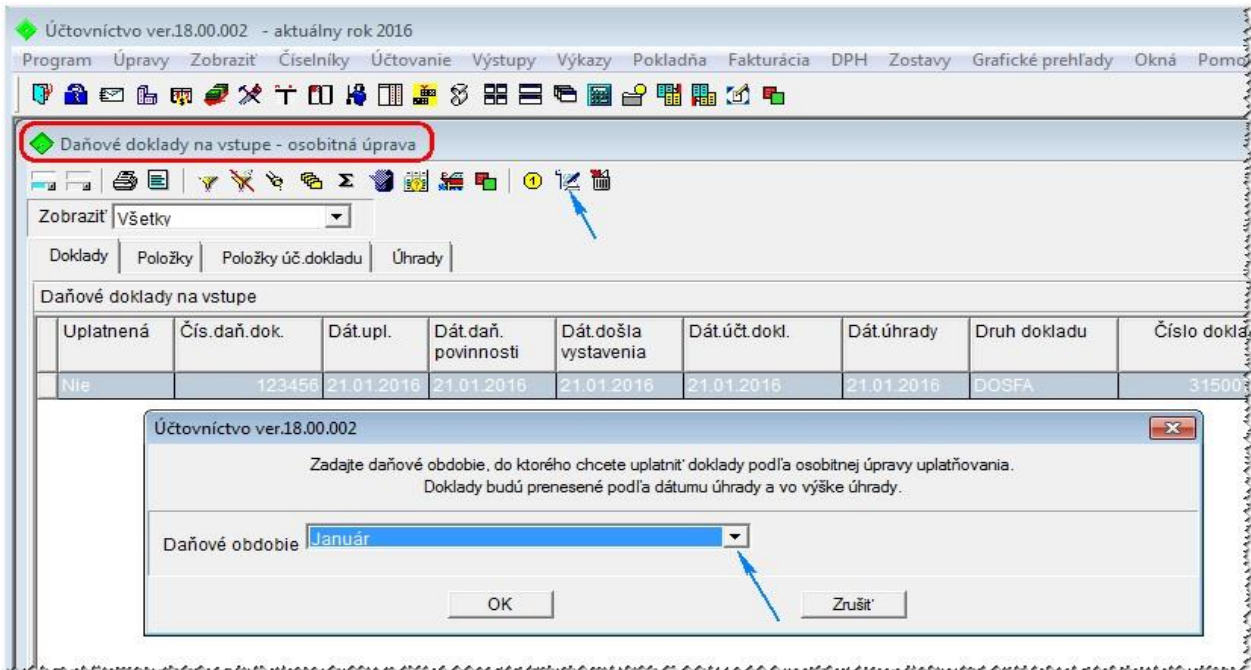 Účtovníctvo ver.18.00.002 - aktuálny rok 2016
Program Úpravy Zobraziť Číselníky Účtovanie Výstupy Výkazy Pokladňa Fakturácia DPH Zostavy Grafické prehľady Okná
Daňové doklady na vstupe - osobitná úprava
Zobraziť Všetky
Doklady Položky Položky úč.dokladu Úhrady
Daňové doklady na vstupe
Uplatnená Čís.daň.dok. Dát.upl. Dát.daň. povinnosti Dát.došla vystavenia Dát.účt.dokl. Dát.úhrady Druh dokladu Číslo
Nie 123456 21.01.2016 21.01.2016 21.01.2016 21.01.2016 21.01.2016 DOSFA
Účtovníctvo ver.18.00.002
Zadajte daňové obdobie, do ktorého chcete uplatniť doklady podľa osobitnej úpravy uplatňovania.
Doklady budú prenesené podľa dátumu úhrady a vo výške úhrady.
Daňové obdobie Január
OK Zrušiť